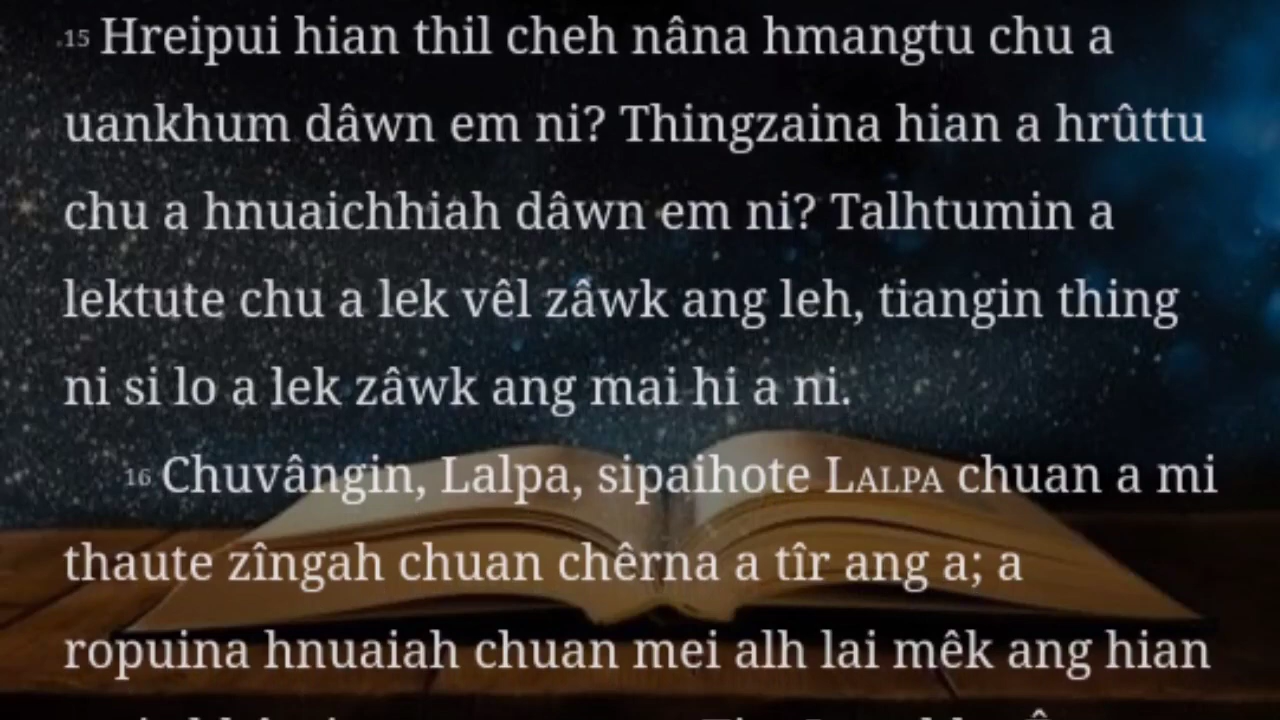 15 Hreipui hian thil cheh nâna hmangtu chu a
uankhum dâwn em ni? Thingzaina hian a hrûttu
chu a hnuaichhiah dâwn em ni? Talhtumin a
lektute chu a lek vêl zâwk ang leh, tiangin thing
ni si lo a lek zâwk ang mai hi a ni.
16 Chuvângin, Lalpa, sipaihote LALPA chuan a mi
thaute zîngah chuan chêrna a tîr ang a; a
ropuina hnuaiah chuan mei alh lai mêk ang hian